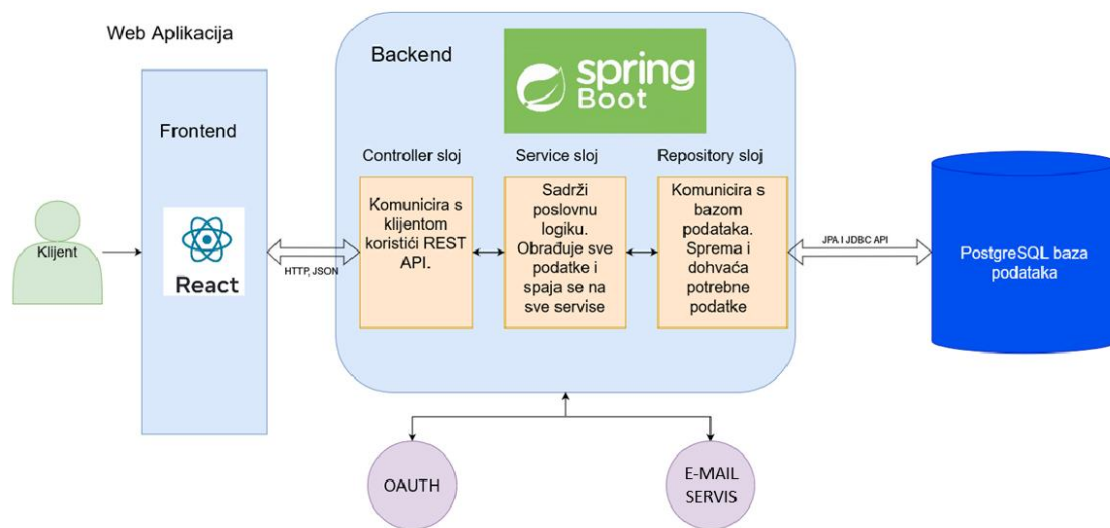 Web Aplikacija
Klijent
Frontend
React
HTTP, JSON
Backend
spring
Boot
Controller sloj
Komunicira s
klijentom
koristići REST
API.
Service sloj
Sadrži
poslovnu
logiku.
Obrađuje sve
podatke i
spaja se na
sve servise
Repository sloj
Komunicira s
bazom
podataka.
Sprema i
dohvaća
potrebne
podatke
JPA I JDBC API
PostgreSQL baza
podataka
OAUTH
E-MAIL
SERVIS